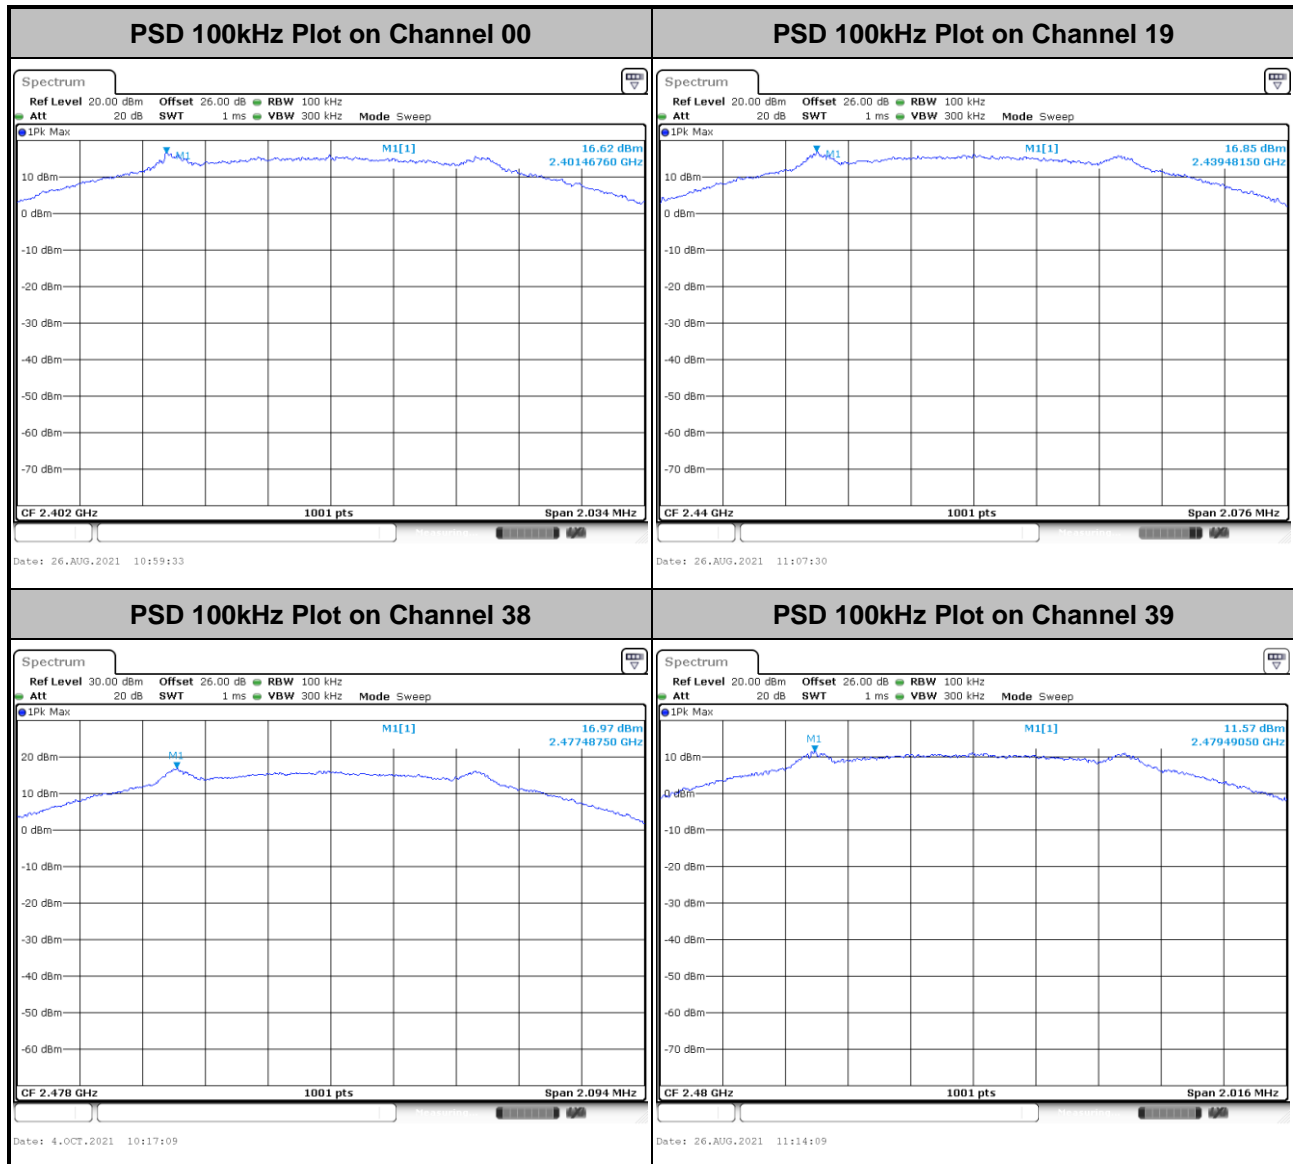 PSD 100kHz Plot on Channel 00
Spectrum
Ref Level 20.00 dBm Offset 26.00 dB RBW 100 kHz
Att 20 dB SWT 1 ms VBW 300 kHz Mode Sweep
1Pk Max
M1[1] 16.62 dBm
2.40146760 GHz
M1
10 dBm
0 dBm
-10 dBm
-20 dBm
-30 dBm
-40 dBm
-50 dBm
-60 dBm
-70 dBm
CF 2.402 GHz 1001 pts Span 2.034 MHz
Measuring
Date: 26.AUG.2021 10:59:33
PSD 100kHz Plot on Channel 19
Spectrum
Ref Level 20.00 dBm Offset 26.00 dB RBW 100 kHz
Att 20 dB SWT 1 ms VBW 300 kHz Mode Sweep
1Pk Max
M1[1] 16.85 dBm
2.43948150 GHz
M1
10 dBm
0 dBm
-10 dBm
-20 dBm
-30 dBm
-40 dBm
-50 dBm
-60 dBm
-70 dBm
CF 2.44 GHz 1001 pts Span 2.076 MHz
Measuring
Date: 26.AUG.2021 11:07:30
PSD 100kHz Plot on Channel 38
Spectrum
Ref Level 30.00 dBm Offset 26.00 dB RBW 100 kHz
Att 20 dB SWT 1 ms VBW 300 kHz Mode Sweep
1Pk Max
M1[1] 16.97 dBm
2.47748750 GHz
M1
20 dBm
10 dBm
0 dBm
-10 dBm
-20 dBm
-30 dBm
-40 dBm
-50 dBm
-60 dBm
CF 2.478 GHz 1001 pts Span 2.094 MHz
Measuring
Date: 4.OCT.2021 10:17:09
PSD 100kHz Plot on Channel 39
Spectrum
Ref Level 20.00 dBm Offset 26.00 dB RBW 100 kHz
Att 20 dB SWT 1 ms VBW 300 kHz Mode Sweep
1Pk Max
M1[1] 11.57 dBm
2.47949050 GHz
M1
10 dBm
0 dBm
-10 dBm
-20 dBm
-30 dBm
-40 dBm
-50 dBm
-60 dBm
-70 dBm
CF 2.48 GHz 1001 pts Span 2.016 MHz
Measuring
Date: 26.AUG.2021 11:14:09